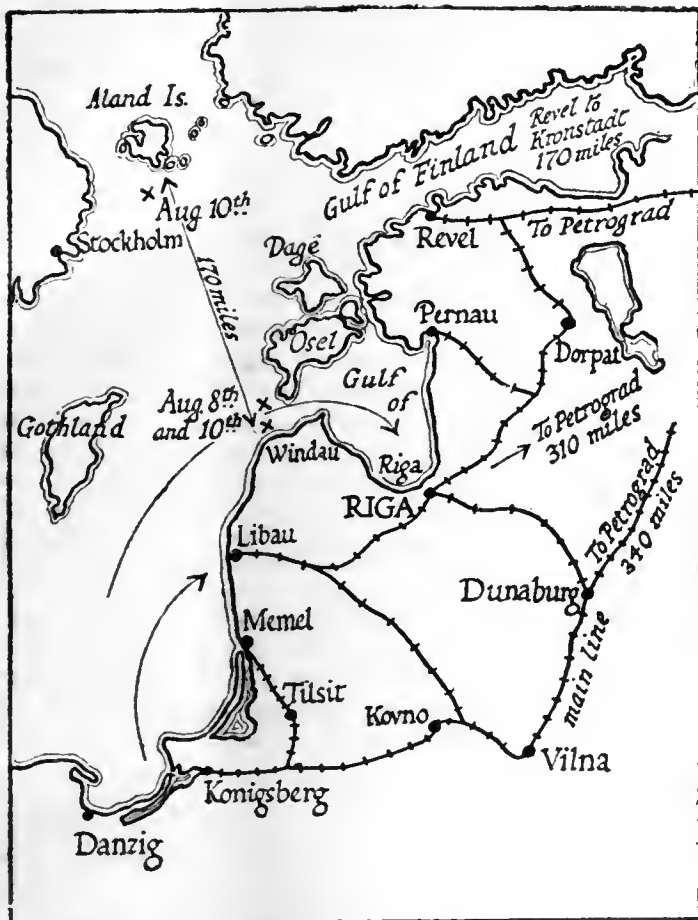 Aland Is.
Aug 10th
Stockholm
170 miles
Gulf of Finland
Revel to
Kronstadt
170 miles
Revel
To Petrograd
Dagë
Osel
Pernau
Dorpat
Gulf
of
Riga
Gothland
Aug. 8th
and 10th
Windau
To Petrograd
310 miles
RIGA
To Petrograd
340 miles
Libau
Dunaburg
main line
Memel
Tilsit
Kovno
Vilna
Konigsberg
Danzig